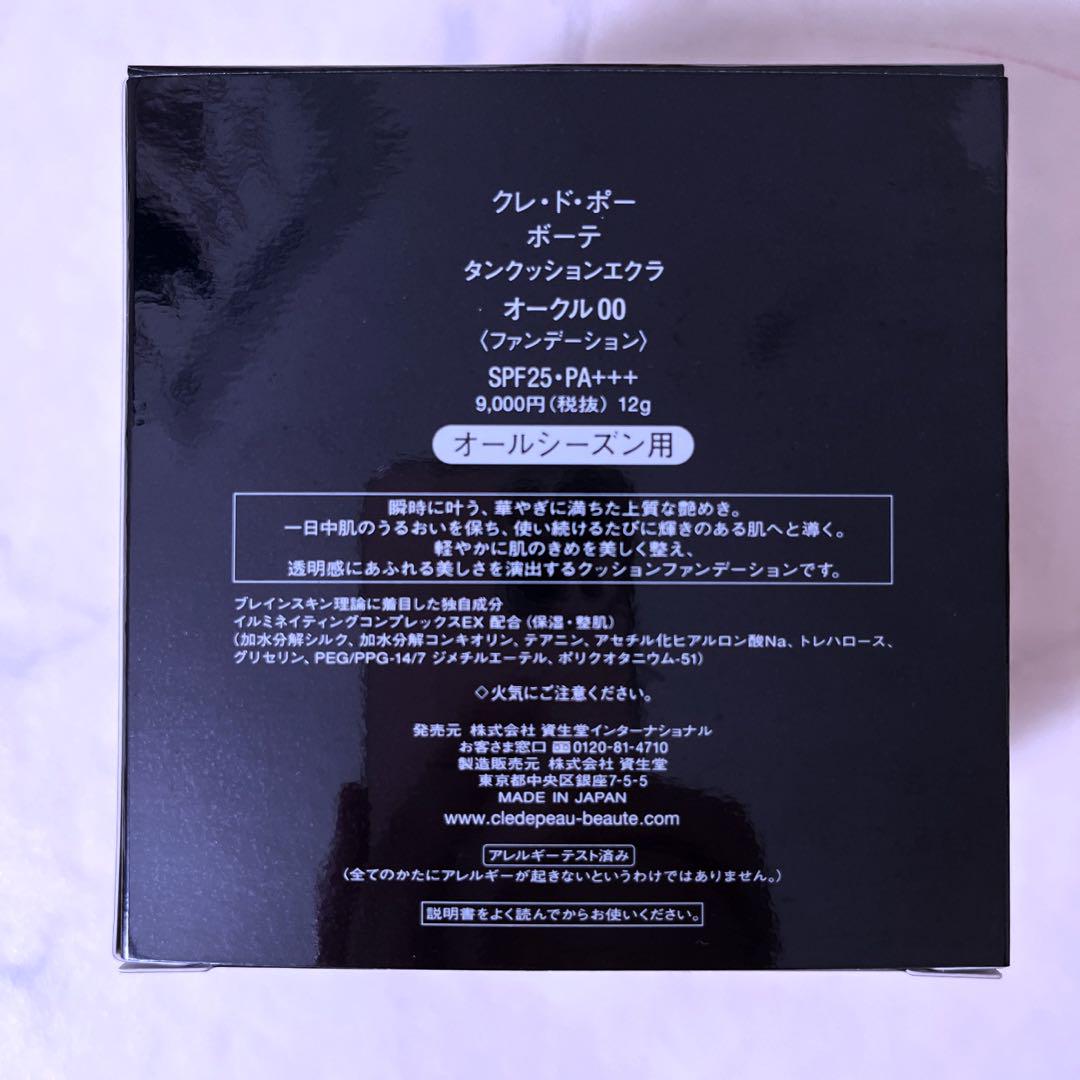 クレ・ド・ポー
ボーテ
タンクッションエクラ
オークル00
〈ファンデーション〉
SPF25・PA+++
9,000円(税抜) 12g
オールシーズン用
瞬時に叶う、華やぎに満ちた上質な艶めき。
一日中肌のうるおいを保ち、使い続けるたびに輝きのある肌へと導く。
軽やかに肌のきめを美しく整え、
透明感にあふれる美しさを演出するクッションファンデーションです。
ブレインスキン理論に着目した独自成分
イルミネイティングコンプレックスEX 配合(保湿・整肌)
(加水分解シルク、加水分解コンキオリン、テアニン、アセチル化ヒアルロン酸Na、トレハロース、
グリセリン、PEG/PPG-14/7 ジメチルエーテル、ポリクオタニウム-51)
◇火気にご注意ください。
発売元 株式会社 資生堂インターナショナル
お客さま窓口 0120-81-4710
製造販売元 株式会社 資生堂
東京都中央区銀座7-5-5
MADE IN JAPAN
www.cledepeau-beaute.com
アレルギーテスト済み
(全てのかたにアレルギーが起きないというわけではありません。)
説明書をよく読んでからお使いください。